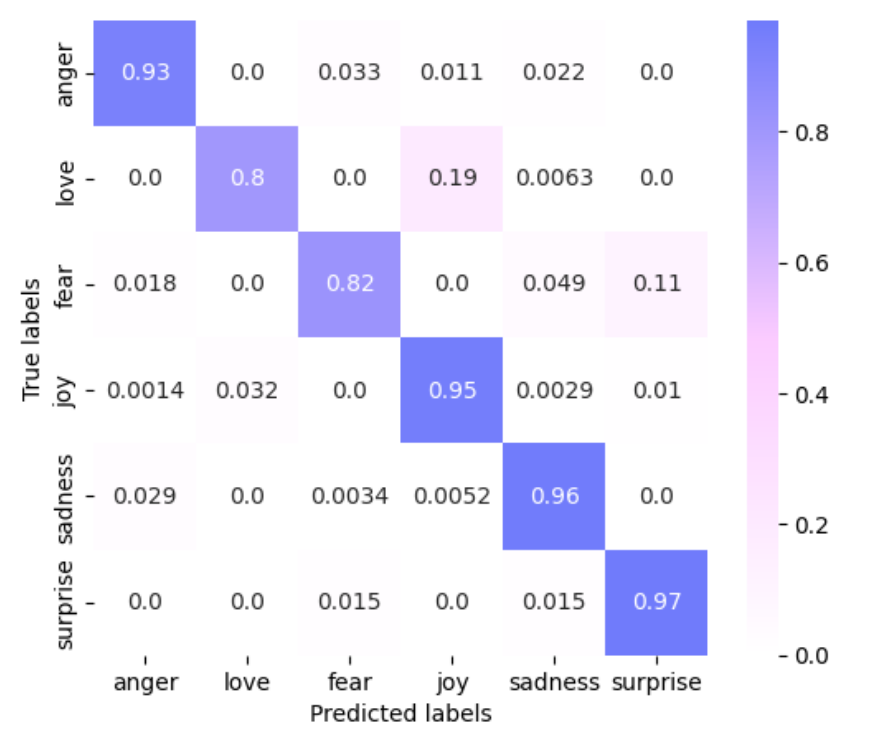 anger 0.93 0.0 0.033 0.011 0.022 0.0
love 0.0 0.8 0.0 0.19 0.0063 0.0
fear 0.018 0.0 0.82 0.0 0.049 0.11
joy 0.0014 0.032 0.0 0.95 0.0029 0.01
sadness 0.029 0.0 0.0034 0.0052 0.96 0.0
surprise 0.0 0.0 0.015 0.0 0.015 0.97
anger love fear joy sadness surprise
Predicted labels
True labels
0.8
0.6
0.4
0.2
0.0